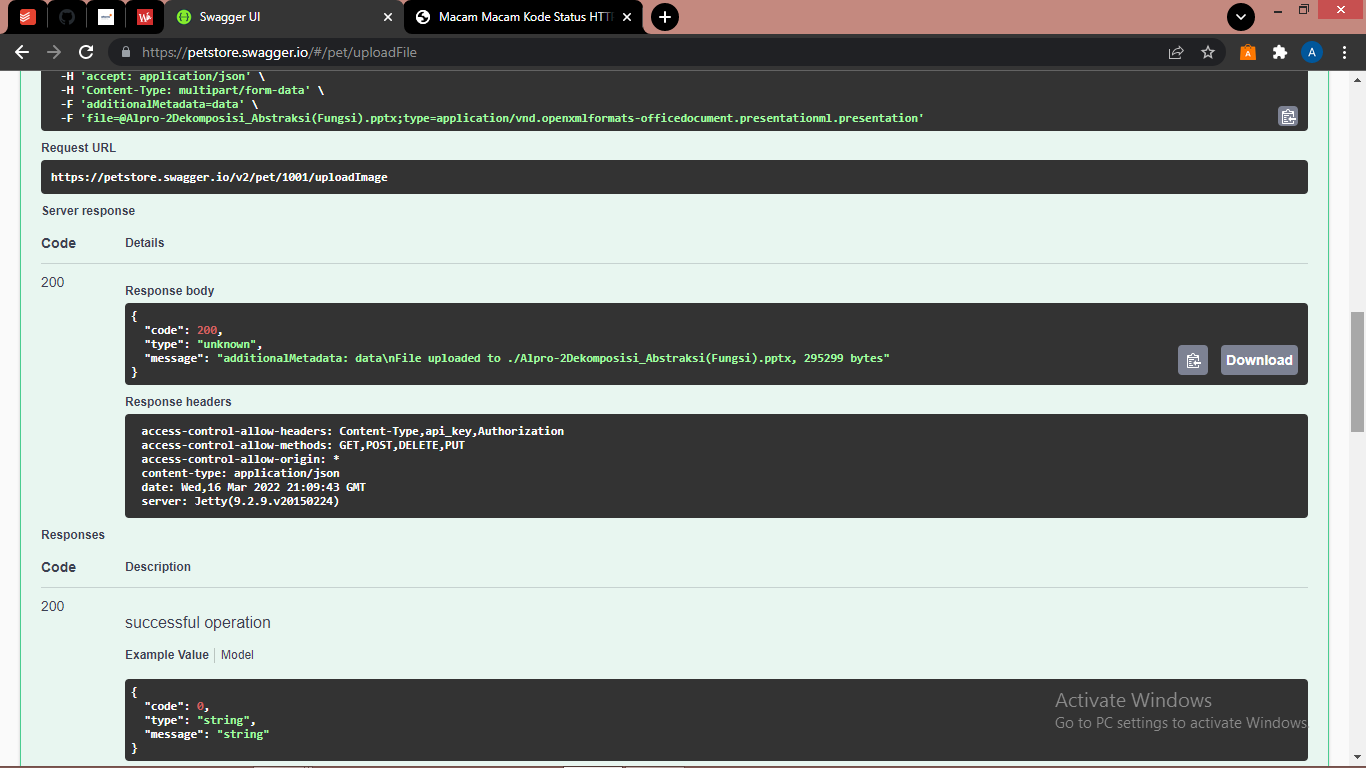 Swagger UI
Macam Macam Kode Status HTT
https://petstore.swagger.io/#/pet/uploadFile
A
-H 'accept: application/json' \
-H 'Content-Type: multipart/form-data' \
-F 'additionalMetadata=data' \
-F 'file=@Alpro-2Dekomposisi_Abstraksi(Fungsi).pptx;type=application/vnd.openxmlformats-officedocument.presentationml.presentation'
Request URL
https://petstore.swagger.io/v2/pet/1001/uploadImage
Server response
Code Details
200
Response body
{
"code": 200,
"type": "unknown",
"message": "additionalMetadata: data\nFile uploaded to ./Alpro-2Dekomposisi_Abstraksi(Fungsi).pptx, 295299 bytes"
}
Download
Response headers
access-control-allow-headers: Content-Type,api_key,Authorization
access-control-allow-methods: GET,POST,DELETE,PUT
access-control-allow-origin: *
content-type: application/json
date: Wed,16 Mar 2022 21:09:43 GMT
server: Jetty(9.2.9.v20150224)
Responses
Code Description
200
successful operation
Example Value Model
{
"code": 0,
"type": "string",
"message": "string"
}
Activate Windows
Go to PC settings to activate Windows